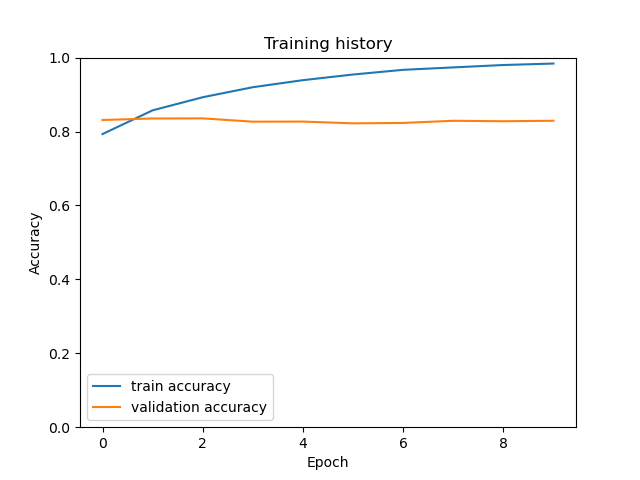 Training history
1.0
0.8
0.6
0.4
0.2
0.0
Accuracy
train accuracy
validation accuracy
0 2 4 6 8
Epoch